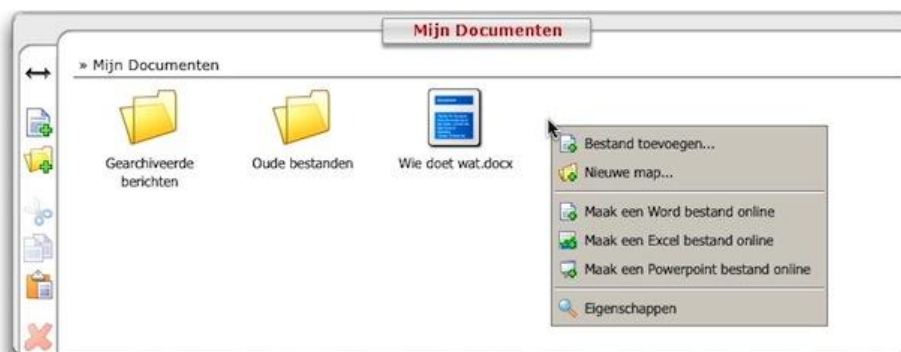 Mijn Documenten
» Mijn Documenten
Gearchiveerde
berichten
Oude bestanden
Wie doet wat.docx
Bestand toevoegen...
Nieuwe map...
Maak een Word bestand online
Maak een Excel bestand online
Maak een Powerpoint bestand online
Eigenschappen